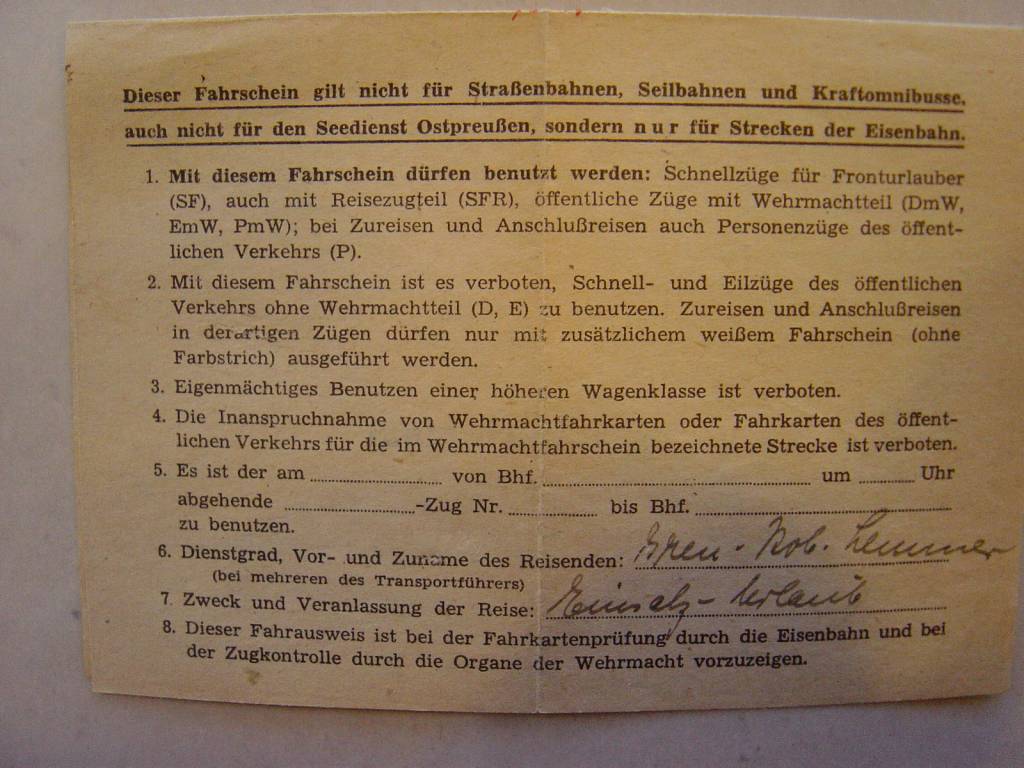 Dieser Fahrschein gilt nicht für Straßenbahnen, Seilbahnen und Kraftomnibusse,
auch nicht für den Seedienst Ostpreußen, sondern nur für Strecken der Eisenbahn.
1. Mit diesem Fahrschein dürfen benutzt werden: Schnellzüge für Fronturlauber
(SF), auch mit Reisezugteil (SFR), öffentliche Züge mit Wehrmachtteil (DmW,
EmW, PmW); bei Zureisen und Anschlußreisen auch Personenzüge des öffent-
lichen Verkehrs (P).
2. Mit diesem Fahrschein ist es verboten, Schnell- und Eilzüge des öffentlichen
Verkehrs ohne Wehrmachtteil (D, E) zu benutzen. Zureisen und Anschlußreisen
in derartigen Zügen dürfen nur mit zusätzlichem weißem Fahrschein (ohne
Farbstrich) ausgeführt werden.
3. Eigenmächtiges Benutzen einer höheren Wagenklasse ist verboten.
4. Die Inanspruchnahme von Wehrmachtfahrkarten oder Fahrkarten des öffent-
lichen Verkehrs für die im Wehrmachtfahrschein bezeichnete Strecke ist verboten.
5. Es ist der am von Bhf. um Uhr
abgehende -Zug Nr. bis Bhf.
zu benutzen.
6. Dienstgrad, Vor- und Zuname des Reisenden: Rob. Lemmer
(bei mehreren des Transportführers)
7. Zweck und Veranlassung der Reise: Einsatz-Urlaub
8. Dieser Fahrausweis ist bei der Fahrkartenprüfung durch die Eisenbahn und bei
der Zugkontrolle durch die Organe der Wehrmacht vorzuzeigen.